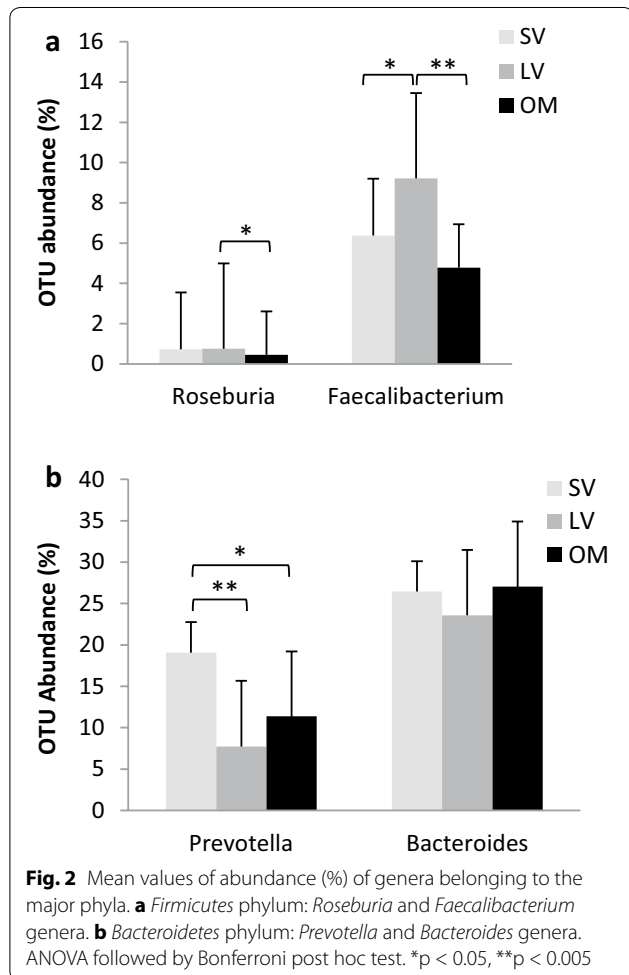 a
16
14
12
10
8
6
4
2
0
OTU abundance (%)
* **
*
SV
LV
OM
Roseburia Faecalibacterium
b
40
35
30
25
20
15
10
5
0
OTU Abundance (%)
*
**
SV
LV
OM
Prevotella Bacteroides
Fig. 2 Mean values of abundance (%) of genera belonging to the
major phyla. a Firmicutes phylum: Roseburia and Faecalibacterium
genera. b Bacteroidetes phylum: Prevotella and Bacteroides genera.
ANOVA followed by Bonferroni post hoc test. *p < 0.05, **p < 0.005